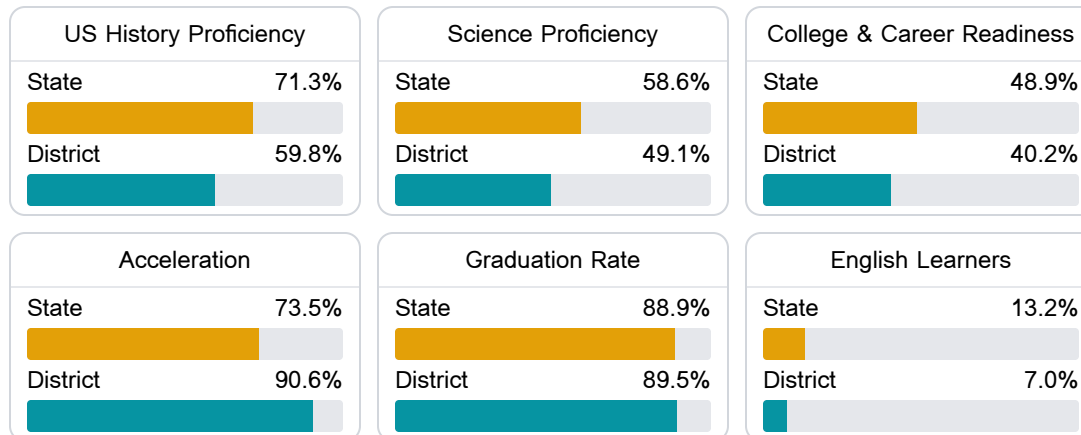 US History Proficiency
State 71.3%
District 59.8%
Science Proficiency
State 58.6%
District 49.1%
College & Career Readiness
State 48.9%
District 40.2%
Acceleration
State 73.5%
District 90.6%
Graduation Rate
State 88.9%
District 89.5%
English Learners
State 13.2%
District 7.0%